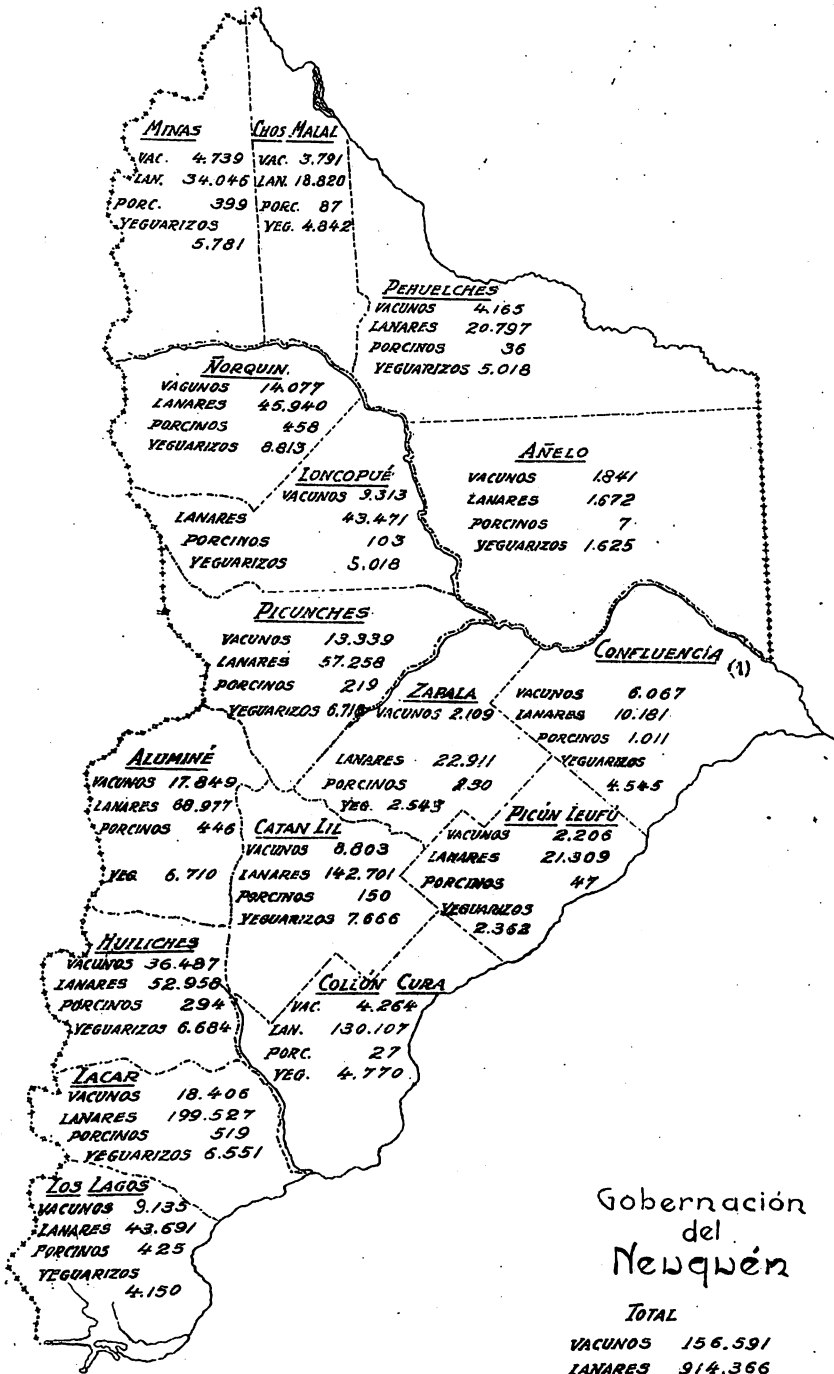 MINAS
VAC. 4.739
LAN. 34.046
PORC. 399
YEGUARIZOS
5.781
CHOS MALAL
VAC. 3.791
LAN. 18.820
PORC. 87
YEG. 4.842
PEHUELCHES
VACUNOS 4.165
LANARES 20.797
PORCINOS 36
YEGUARIZOS 5.018
ÑORQUIN.
VACUNOS 14.077
LANARES 45.940
PORCINOS 458
YEGUARIZOS 8.813
LONCOPUÉ
VACUNOS 9.313
LANARES 43.471
PORCINOS 103
YEGUARIZOS 5.018
AÑELO
VACUNOS 1.841
LANARES 1.672
PORCINOS 7
YEGUARIZOS 1.625
PICUNCHES
VACUNOS 13.339
LANARES 57.258
PORCINOS 219
YEGUARIZOS
ZAPALA
VACUNOS 2.109
LANARES 22.911
PORCINOS 230
YEG. 2.543
CONFLUENCIA (1)
VACUNOS 6.067
LANARES 10.181
PORCINOS 1.011
YEGUARIZOS
4.545
ALUMINÉ
VACUNOS 17.849
LANARES 68.977
PORCINOS 446
YEG. 6.710
CATAN LIL
VACUNOS 8.803
LANARES 142.701
PORCINOS 150
YEGUARIZOS 7.666
PICÚN LEUFÚ
VACUNOS 2.206
LANARES 21.309
PORCINOS 47
YEGUARIZOS
2.362
HUILICHES
VACUNOS 36.487
LANARES 52.958
PORCINOS 294
YEGUARIZOS 6.684
COLLÓN CURA
VAC. 4.264
LAN. 130.107
PORC. 27
YEG. 4.770
LACAR
VACUNOS 18.406
LANARES 199.527
PORCINOS 519
YEGUARIZOS 6.551
LOS LAGOS
VACUNOS 9.135
LANARES 43.691
PORCINOS 425
YEGUARIZOS
4.150
Gobernación
del
Neuquén
TOTAL
VACUNOS 156.591
LANARES 914.366